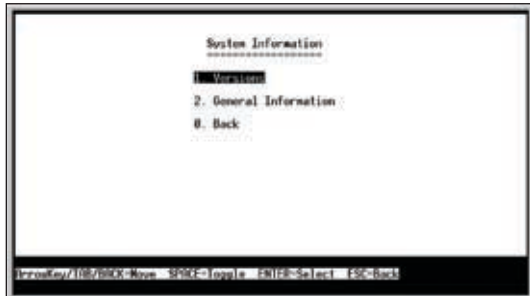 System Information
1. Versions
2. General Information
0. Back
ArrowKey/TAB/BACK=Move SPACE=Toggle ENTER=Select ESC=Back